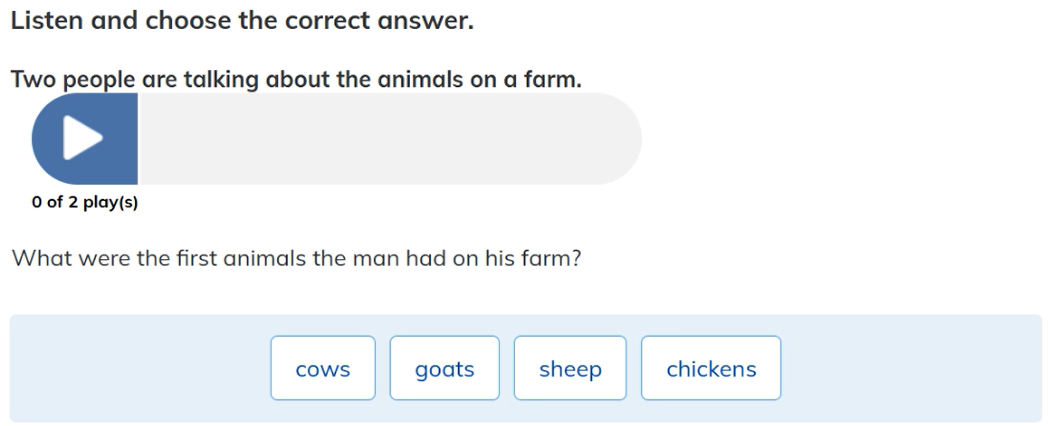 Listen and choose the correct answer.
Two people are talking about the animals on a farm.
0 of 2 play(s)
What were the first animals the man had on his farm?
cows goats sheep chickens